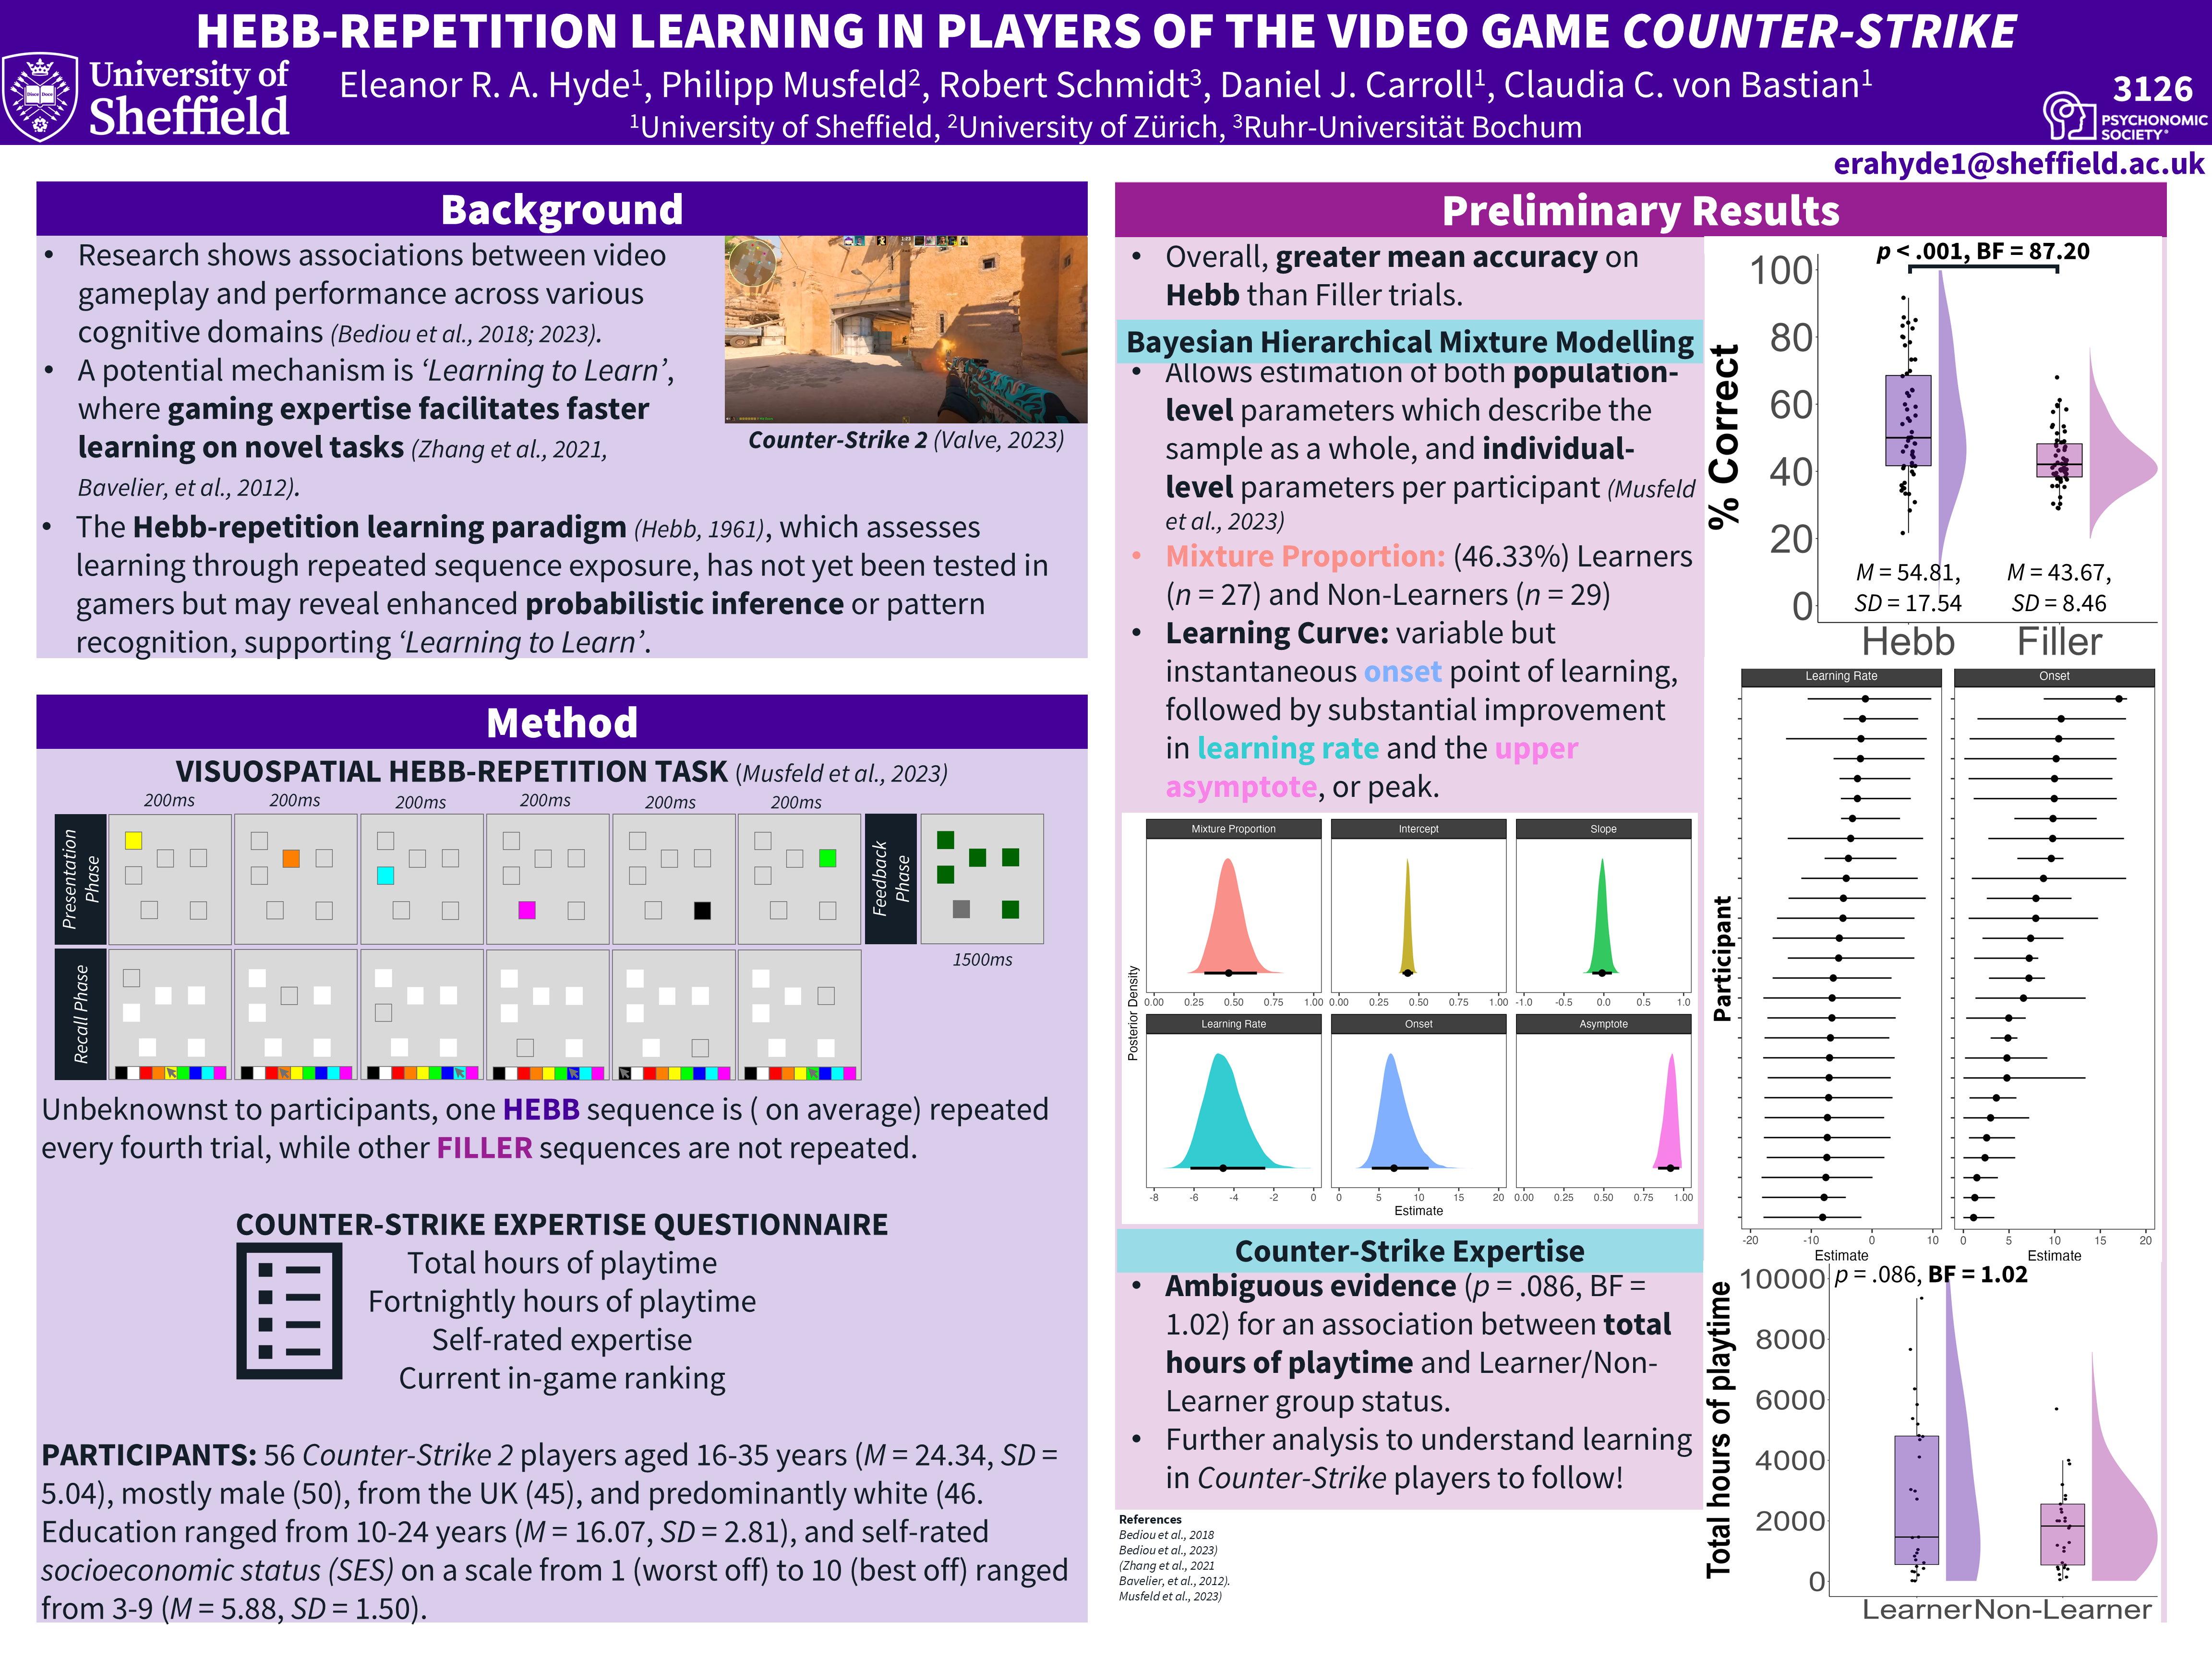 HEBB-REPETITION LEARNING IN PLAYERS OF THE VIDEO GAME COUNTER-STRIKE
University of
Sheffield
Eleanor R. A. Hyde1, Philipp Musfeld2, Robert Schmidt3, Daniel J. Carroll1, Claudia C. von Bastian1
1University of Sheffield, 2University of Zürich, 3Ruhr-Universität Bochum
3126
PSYCHONOMIC
SOCIETY®
erahyde1@sheffield.ac.uk
Background
• Research shows associations between video
gameplay and performance across various
cognitive domains (Bediou et al., 2018; 2023).
• A potential mechanism is ‘Learning to Learn’,
where gaming expertise facilitates faster
learning on novel tasks (Zhang et al., 2021,
Bavelier, et al., 2012).
Counter-Strike 2 (Valve, 2023)
• The Hebb-repetition learning paradigm (Hebb, 1961), which assesses
learning through repeated sequence exposure, has not yet been tested in
gamers but may reveal enhanced probabilistic inference or pattern
recognition, supporting ‘Learning to Learn’.
Method
VISUOSPATIAL HEBB-REPETITION TASK (Musfeld et al., 2023)
200ms 200ms 200ms 200ms 200ms 200ms
Presentation
Phase
Feedback
Phase
1500ms
Recall Phase
Unbeknownst to participants, one HEBB sequence is ( on average) repeated
every fourth trial, while other FILLER sequences are not repeated.
COUNTER-STRIKE EXPERTISE QUESTIONNAIRE
Total hours of playtime
Fortnightly hours of playtime
Self-rated expertise
Current in-game ranking
PARTICIPANTS: 56 Counter-Strike 2 players aged 16-35 years (M = 24.34, SD =
5.04), mostly male (50), from the UK (45), and predominantly white (46.
Education ranged from 10-24 years (M = 16.07, SD = 2.81), and self-rated
socioeconomic status (SES) on a scale from 1 (worst off) to 10 (best off) ranged
from 3-9 (M = 5.88, SD = 1.50).
Preliminary Results
• Overall, greater mean accuracy on
Hebb than Filler trials.
Bayesian Hierarchical Mixture Modelling
• Allows estimation of both population-
level parameters which describe the
sample as a whole, and individual-
level parameters per participant (Musfeld
et al., 2023)
• Mixture Proportion: (46.33%) Learners
(n = 27) and Non-Learners (n = 29)
• Learning Curve: variable but
instantaneous onset point of learning,
followed by substantial improvement
in learning rate and the upper
asymptote, or peak.
Mixture Proportion Intercept Slope
0.00 0.25 0.50 0.75 1.00 0.00 0.25 0.50 0.75 1.00 -1.0 -0.5 0.0 0.5 1.0
Posterior Density
Learning Rate Onset Asymptote
-8 -6 -4 -2 0 0 5 10 15 20 0.00 0.25 0.50 0.75 1.00
Estimate
Counter-Strike Expertise
• Ambiguous evidence (p = .086, BF =
1.02) for an association between total
hours of playtime and Learner/Non-
Learner group status.
• Further analysis to understand learning
in Counter-Strike players to follow!
References
Bediou et al., 2018
Bediou et al., 2023)
(Zhang et al., 2021
Bavelier, et al., 2012).
Musfeld et al., 2023)
p < .001, BF = 87.20
% Correct
100
80
60
40
20
0
M = 54.81,
SD = 17.54
M = 43.67,
SD = 8.46
Hebb Filler
Learning Rate Onset
Participant
-20 -10 0 10 0 5 10 15 20
Estimate Estimate
p = .086, BF = 1.02
Total hours of playtime
10000
8000
6000
4000
2000
0
Learner Non-Learner